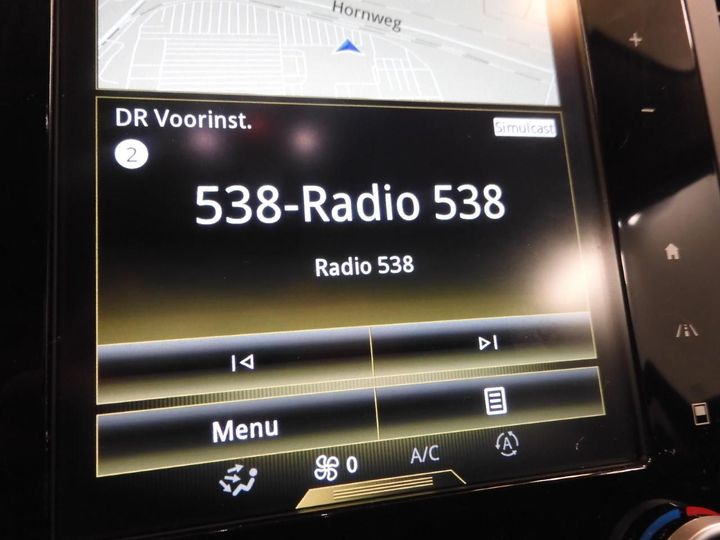 Hornweg
DR Voorinst.
Simulcast
2
538-Radio 538
Radio 538
Menu
0
A/C
A